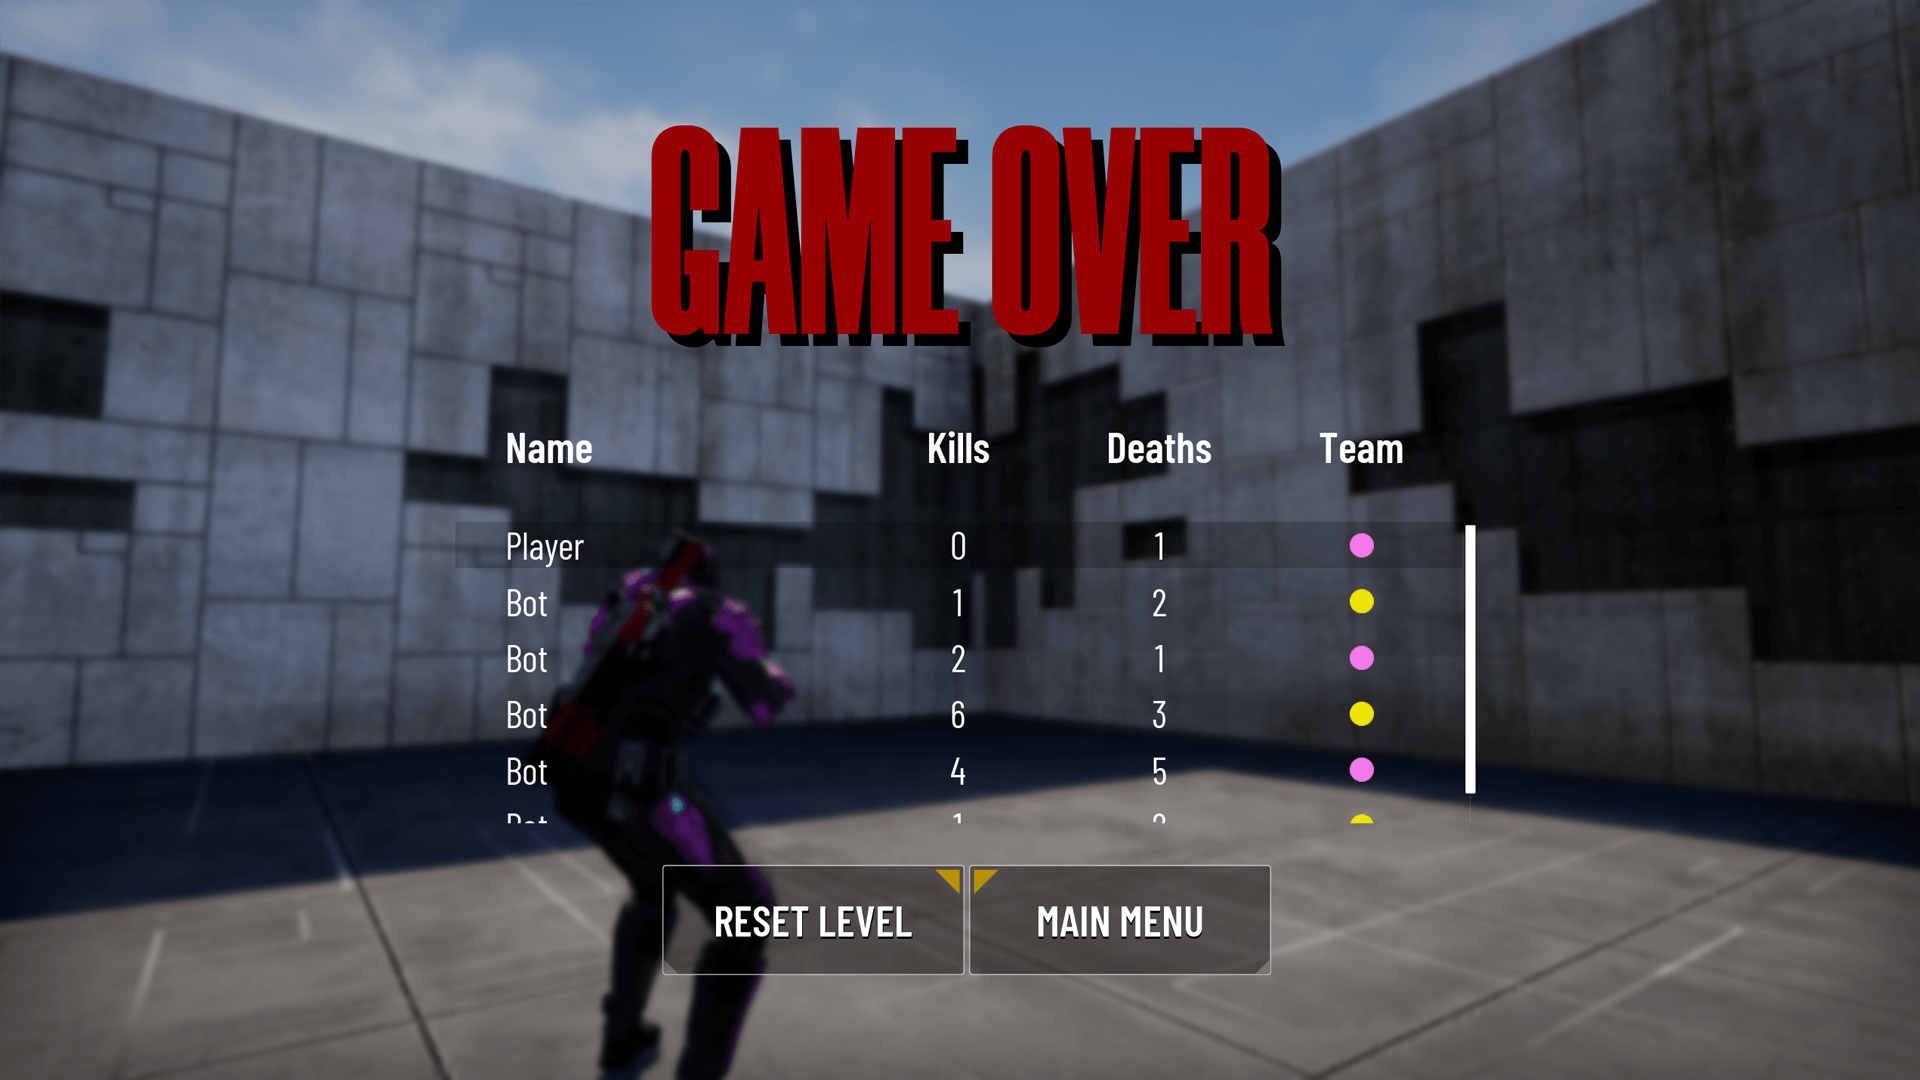 GAME OVER
Name Kills Deaths Team
Player 0 1
Bot 1 2
Bot 2 1
Bot 6 3
Bot 4 5
RESET LEVEL MAIN MENU